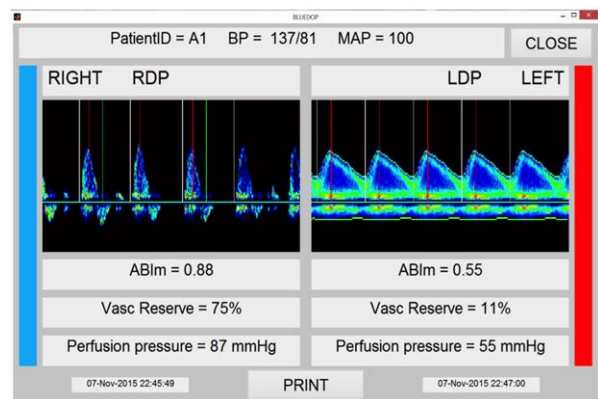 BLUEDOP
PatientID = A1 BP = 137/81 MAP = 100
CLOSE
RIGHT RDP
LDP LEFT
ABIm = 0.88
ABIm = 0.55
Vasc Reserve = 75%
Vasc Reserve = 11%
Perfusion pressure = 87 mmHg
Perfusion pressure = 55 mmHg
07-Nov-2015 22:45:49
PRINT
07-Nov-2015 22:47:00